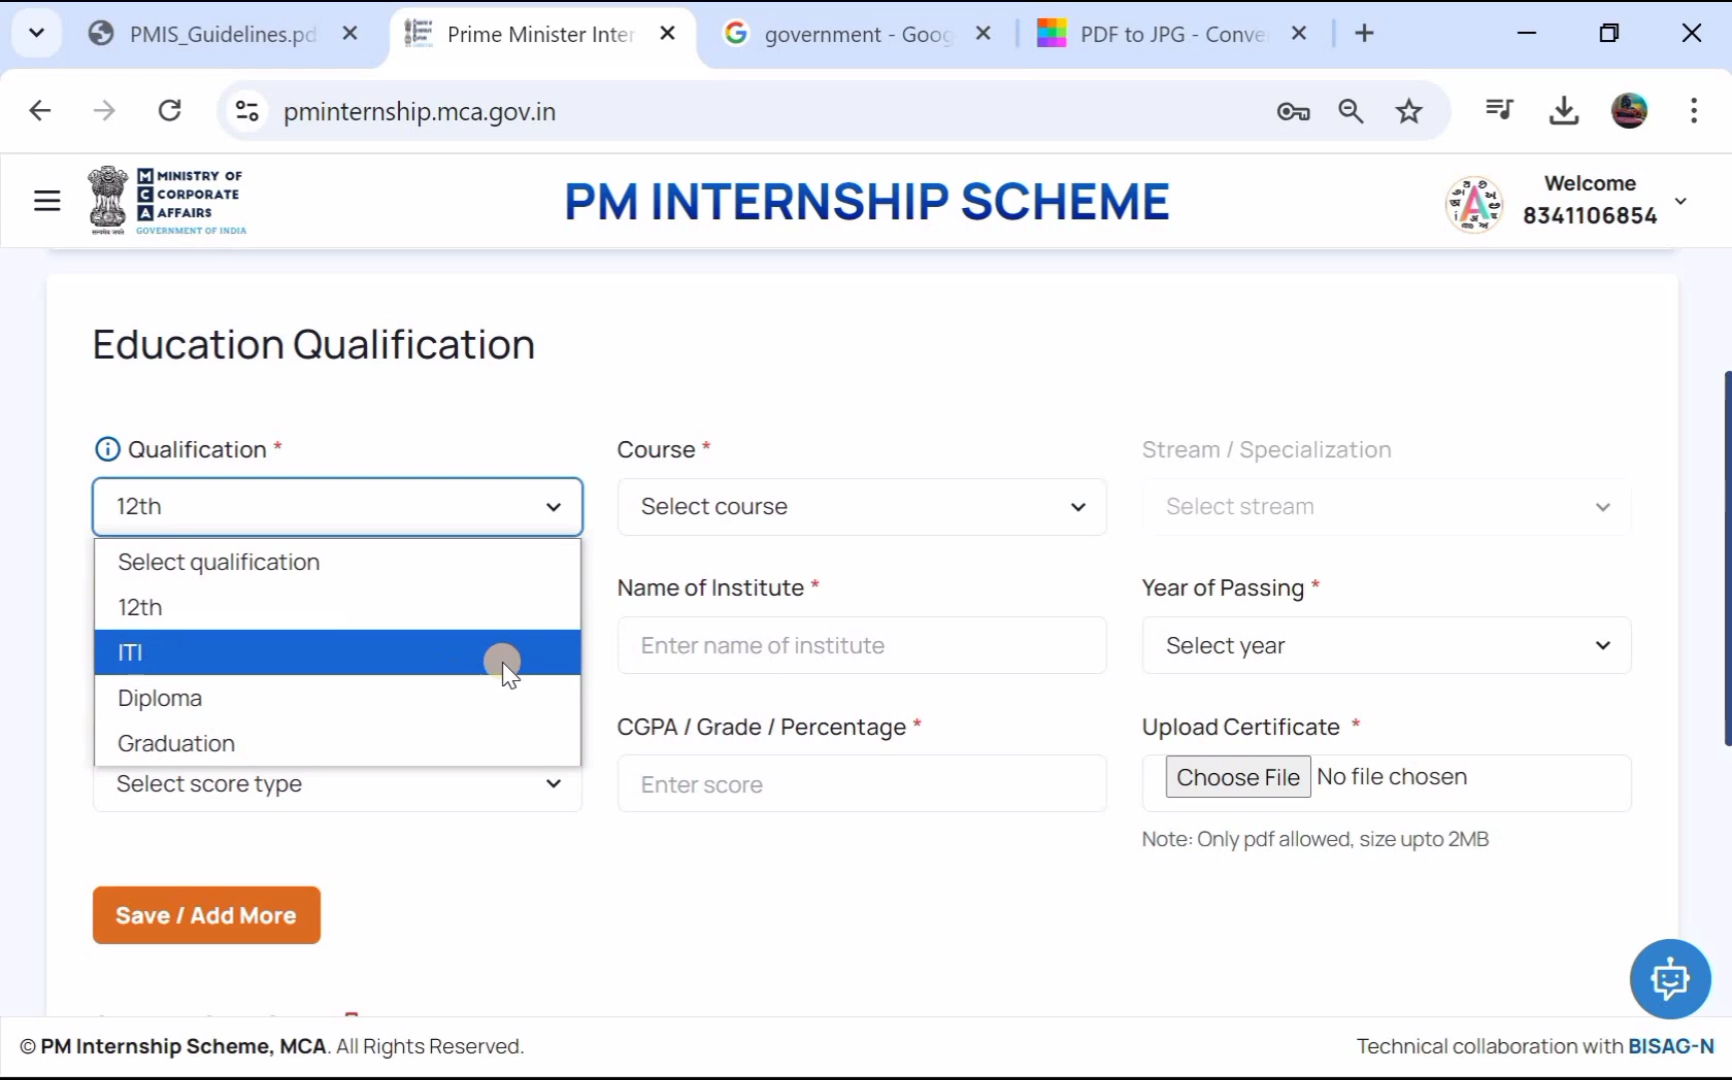 PMIS_Guidelines.pd
Prime Minister Inter
government - Goog
PDF to JPG - Conve
pminternship.mca.gov.in
MINISTRY OF
CORPORATE
AFFAIRS
GOVERNMENT OF INDIA
PM INTERNSHIP SCHEME
Welcome
8341106854
Education Qualification
Qualification *
Course *
Stream / Specialization
12th
Select course
Select stream
Select qualification
12th
ITI
Diploma
Graduation
Name of Institute *
Year of Passing *
Enter name of institute
Select year
CGPA / Grade / Percentage *
Upload Certificate *
Select score type
Enter score
Choose File No file chosen
Note: Only pdf allowed, size upto 2MB
Save / Add More
© PM Internship Scheme, MCA. All Rights Reserved.
Technical collaboration with BISAG-N